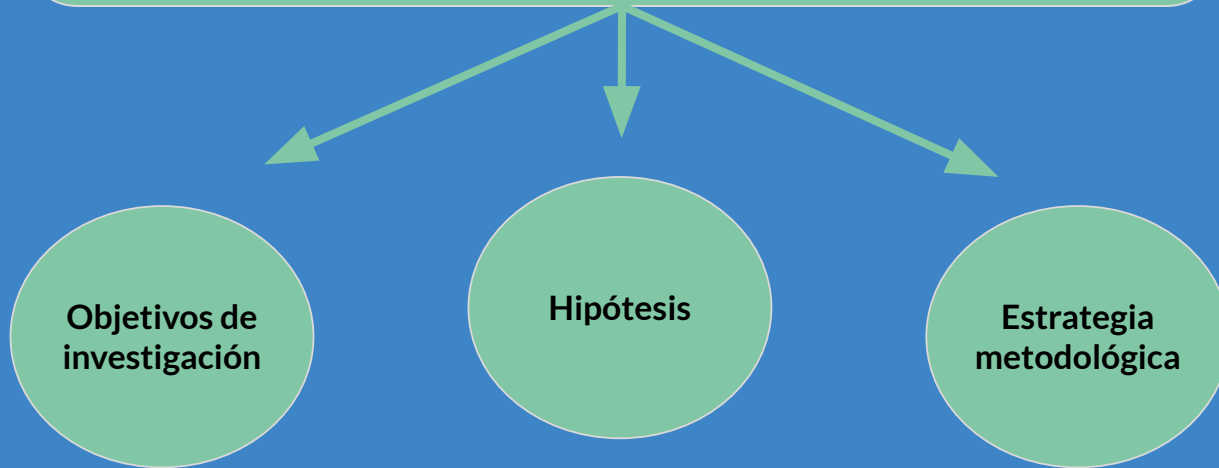 Objetivos de
investigación
Hipótesis
Estrategia
metodológica